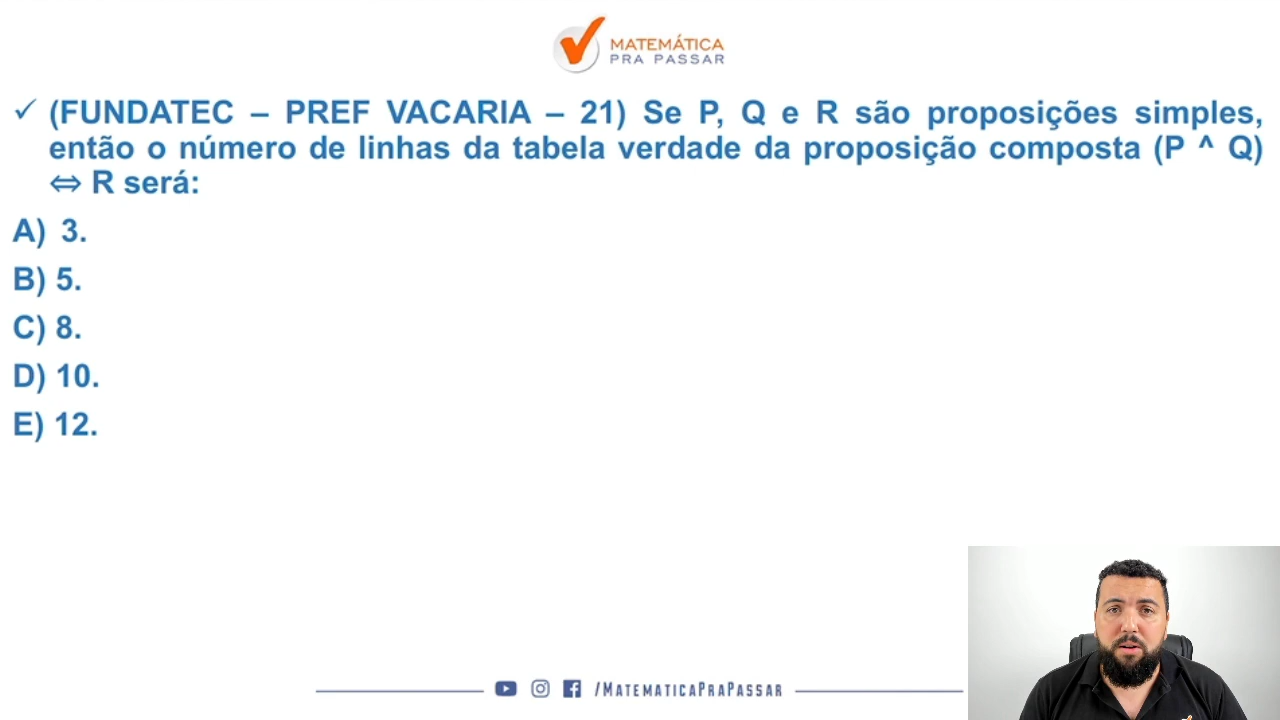 MATEMÁTICA
PRA PASSAR
✓ (FUNDATEC – PREF VACARIA – 21) Se P, Q e R são proposições simples,
então o número de linhas da tabela verdade da proposição composta (P ^ Q)
⇔ R será:
A) 3.
B) 5.
C) 8.
D) 10.
E) 12.
/MATEMATICAPRAPASSAR